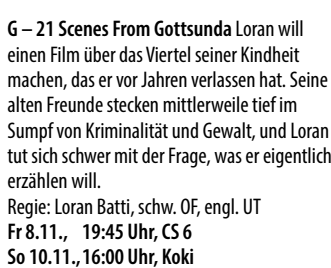 G – 21 Scenes From Gottsunda Loran will
einen Film über das Viertel seiner Kindheit
machen, das er vor Jahren verlassen hat. Seine
alten Freunde stecken mittlerweile tief im
Sumpf von Kriminalität und Gewalt, und Loran
tut sich schwer mit der Frage, was er eigentlich
erzählen will.
Regie: Loran Batti, schw. OF, engl. UT
Fr 8.11., 19:45 Uhr, CS 6
So 10.11., 16:00 Uhr, Koki